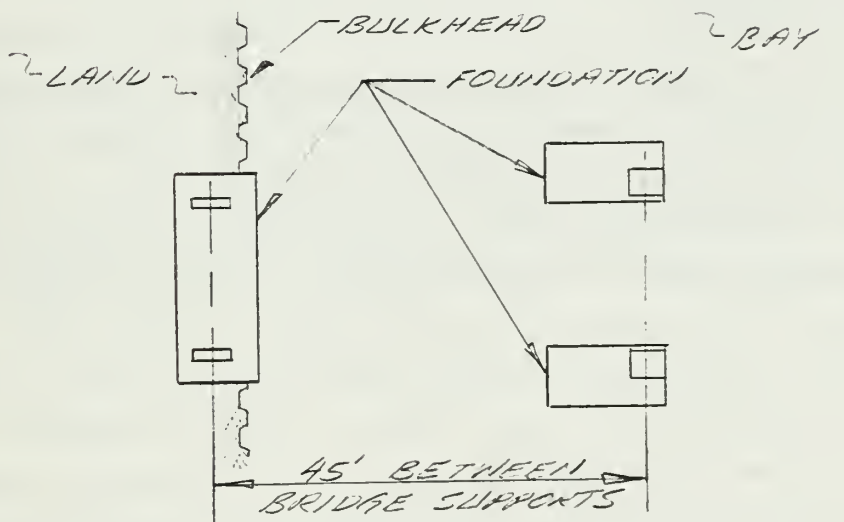 BULKHEAD
BAY
LAND
FOUNDATION
45' BETWEEN
BRIDGE SUPPORTS